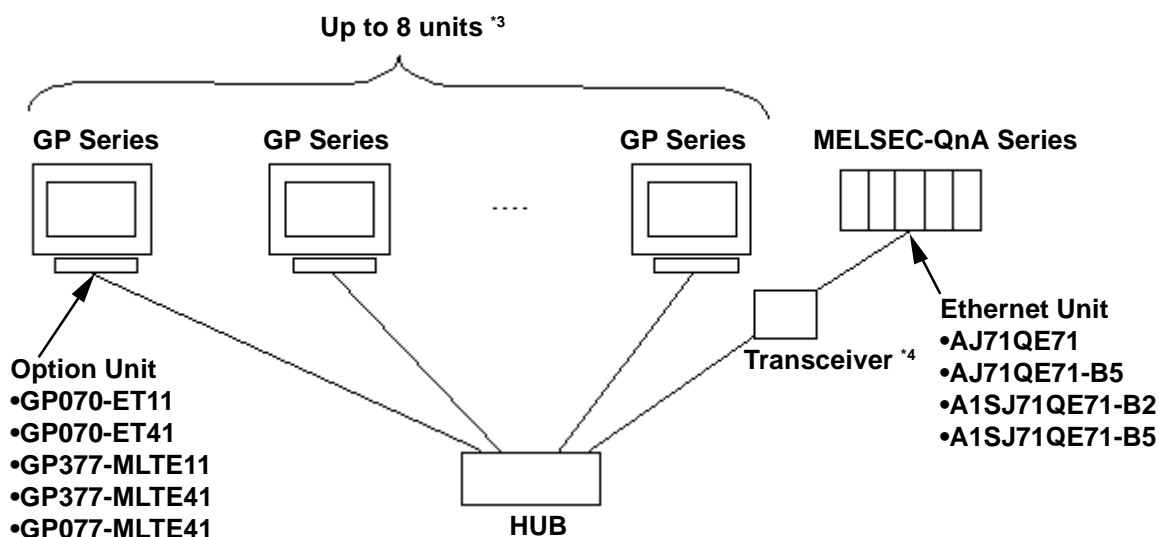 Up to 8 units *3
GP Series
GP Series
GP Series
MELSEC-QnA Series
....
Ethernet Unit
•AJ71QE71
•AJ71QE71-B5
•A1SJ71QE71-B2
•A1SJ71QE71-B5
Transceiver *4
Option Unit
•GP070-ET11
•GP070-ET41
•GP377-MLTE11
•GP377-MLTE41
•GP077-MLTE41
HUB